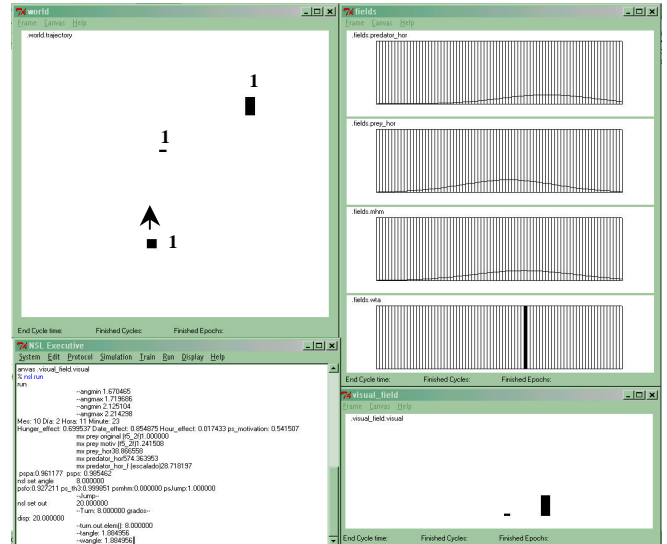 world
Frame Canvas Help
.world.trajectory
1
1
1
End Cycle time: Finished Cycles: Finished Epochs:
NSL Executive
System Edit Protocol Simulation Train Run Display Help
anvas .visual_field.visual
% nsl run
run
--angmin 1.670465
--angmax 1.719686
--angmin 2.125104
--angmax 2.214298
Mes: 10 Día: 2 Hora: 11 Minute: 23
Hunger_effect: 0.699537 Date_effect: 0.854875 Hour_effect: 0.017433 ps_motivation: 0.541507
mx prey original |f5_2f|1.000000
mx prey motiv |f5_2f|1.241508
mx prey_hor38.866558
mx predator_hor574.363953
mx predator_hor_f (escalado)28.718197
pspa:0.961177 psps: 0.985462
psfo:0.927211 ps_th3:0.999851 psmhm:0.000000 psJump:1.000000
nsl set angle 8.000000
--Jump--
nsl set out 20.000000
--Turn: 8.000000 grados--
disp: 20.000000
--turn.out.elem(): 8.000000
--tangle: 1.884956
--wangle: 1.884956
fields
Frame Canvas Help
.fields.predator_hor
.fields.prey_hor
.fields.mhm
.fields.wta
End Cycle time: Finished Cycles: Finished Epochs:
visual_field
Frame Canvas Help
.visual_field.visual
End Cycle time: Finished Cycles: Finished Epochs: